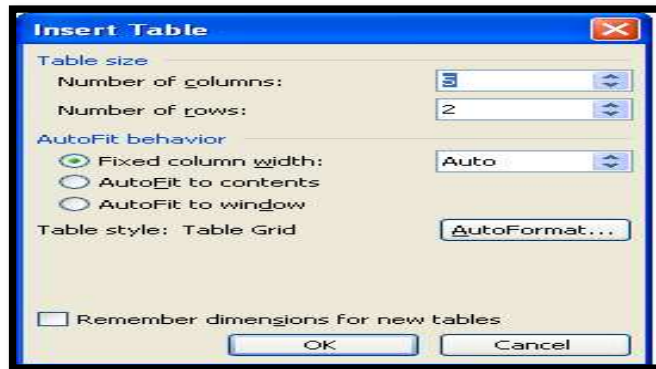 Insert Table
Table size
Number of columns: 5
Number of rows: 2
AutoFit behavior
Fixed column width: Auto
AutoFit to contents
AutoFit to window
Table style: Table Grid AutoFormat...
Remember dimensions for new tables
OK Cancel